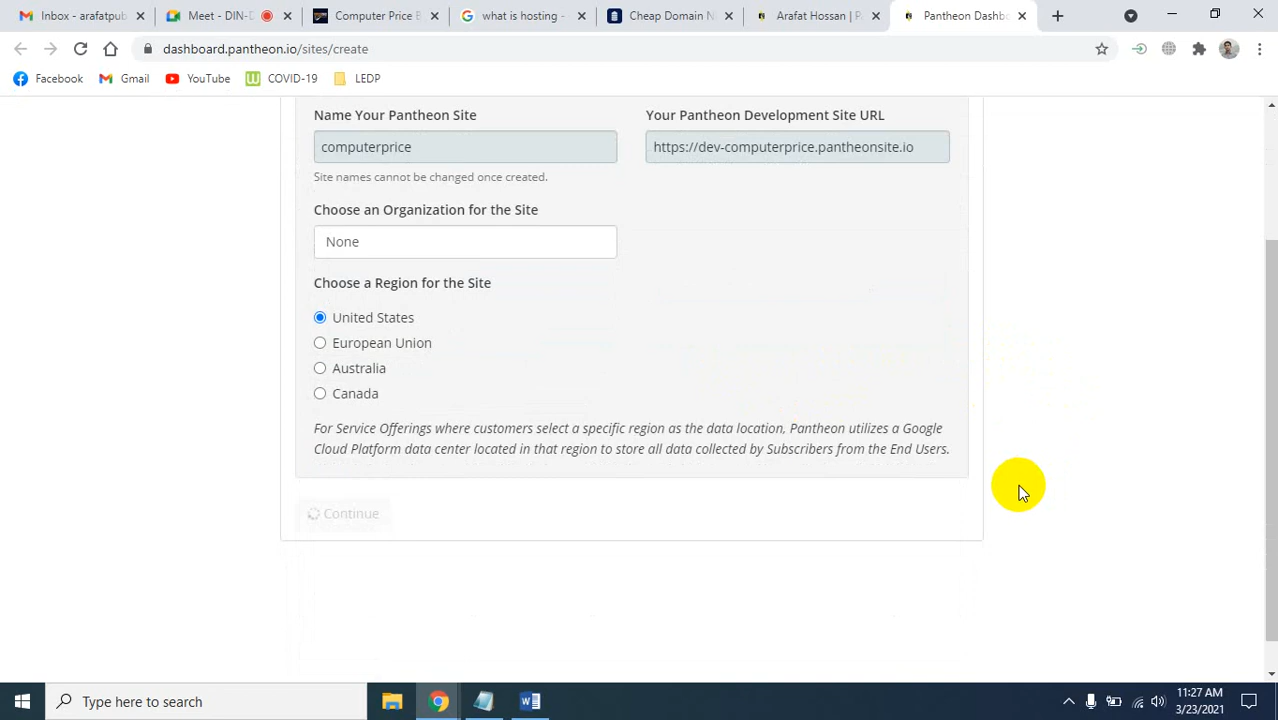 Inbox - arafatpub
Meet - DIN-D
Computer Price B
what is hosting -
Cheap Domain N
Arafat Hossan | P
Pantheon Dashb
dashboard.pantheon.io/sites/create
Facebook
Gmail
YouTube
COVID-19
LEDP
Name Your Pantheon Site
Your Pantheon Development Site URL
computerprice
https://dev-computerprice.pantheonsite.io
Site names cannot be changed once created.
Choose an Organization for the Site
None
Choose a Region for the Site
United States
European Union
Australia
Canada
For Service Offerings where customers select a specific region as the data location, Pantheon utilizes a Google
Cloud Platform data center located in that region to store all data collected by Subscribers from the End Users.
Continue
Type here to search
11:27 AM
3/23/2021